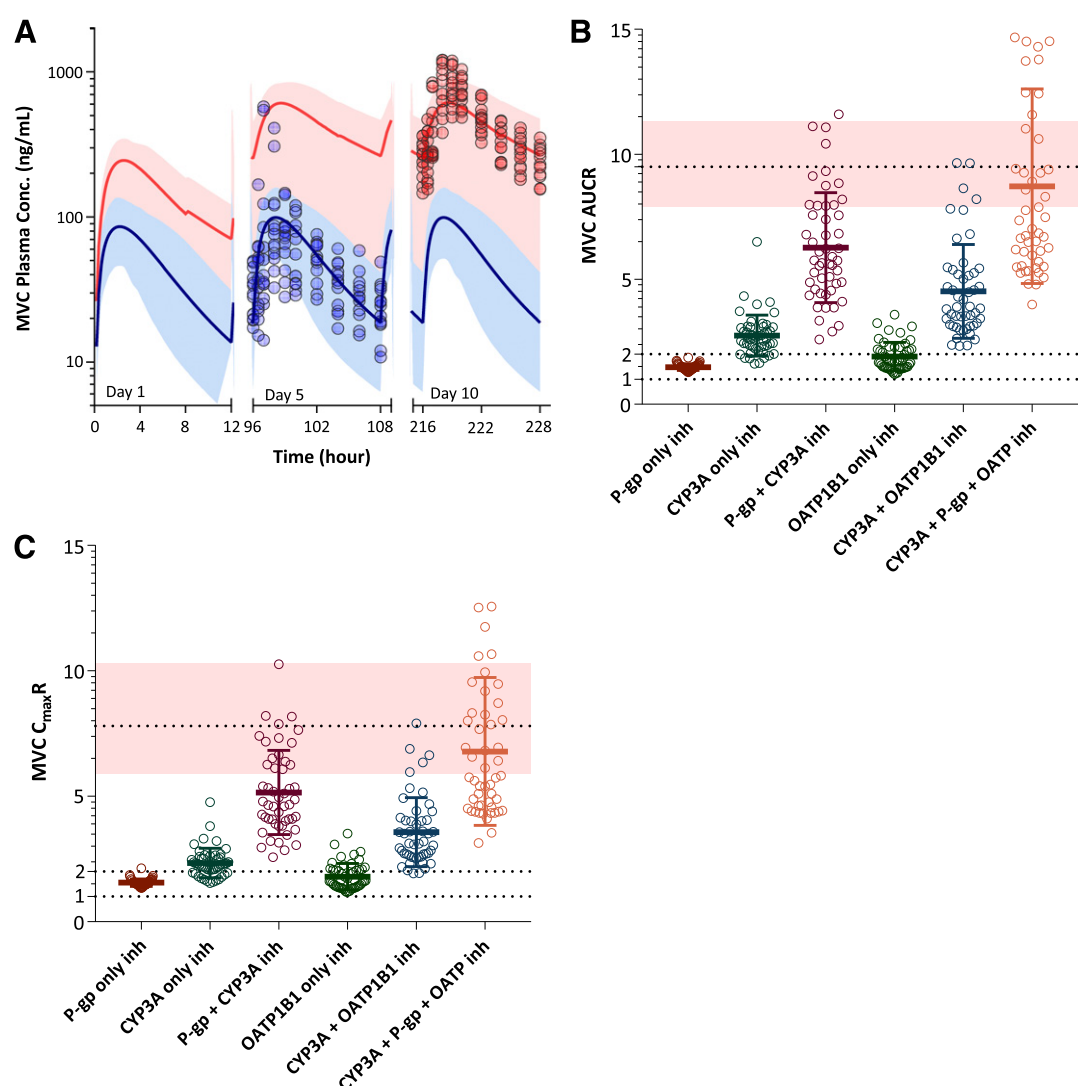 A
MVC Plasma Conc. (ng/mL)
1000
100
10
Day 1
Day 5
Day 10
0 4 8 12 96 102 108 216 222 228
Time (hour)
B
MVC AUCR
15
10
5
2
1
0
P-gp only inh
CYP3A only inh
P-gp + CYP3A inh
OATP1B1 only inh
CYP3A + OATP1B1 inh
CYP3A + P-gp + OATP inh
C
MVC CmaxR
15
10
5
2
1
0
P-gp only inh
CYP3A only inh
P-gp + CYP3A inh
OATP1B1 only inh
CYP3A + OATP1B1 inh
CYP3A + P-gp + OATP inh